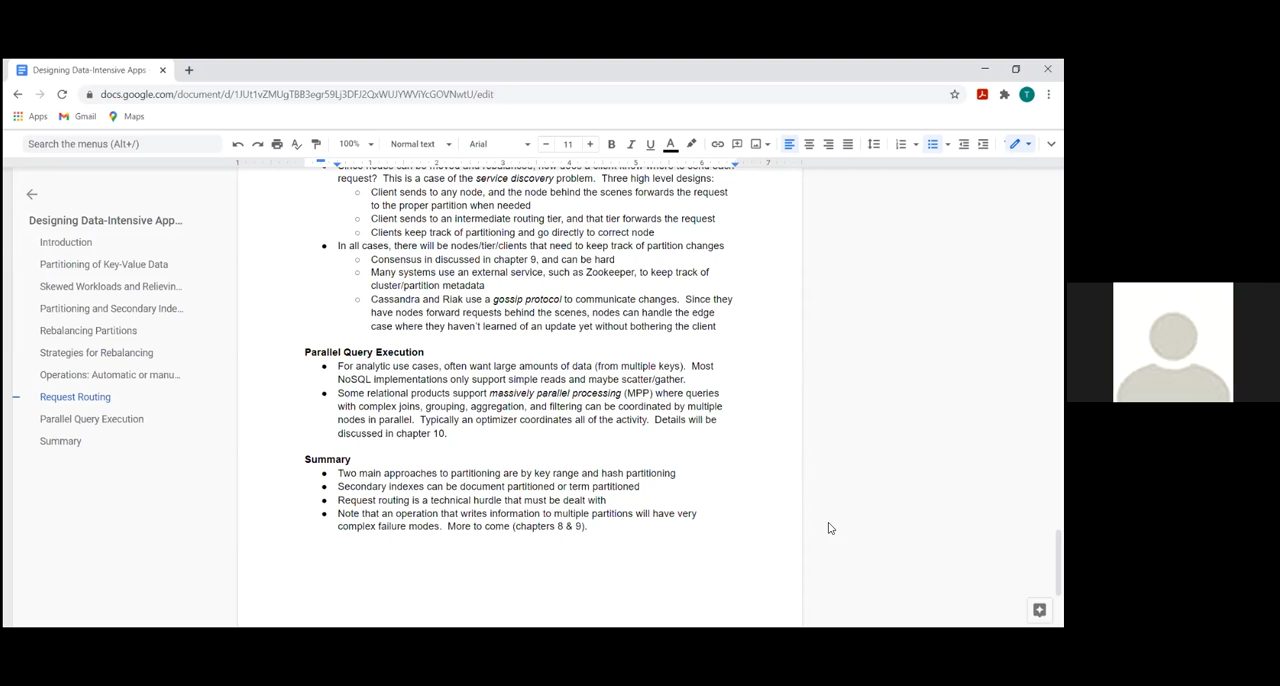 Designing Data-Intensive Apps
docs.google.com/document/d/1JUt1vZMUgTBB3egr59Lj3DFJ2QxWUJYWViYcGOVNwtU/edit
T
Apps Gmail Maps
Search the menus (Alt+/)
100% Normal text Arial 11
1 1 2 3 4 5 6 7
request? This is a case of the service discovery problem. Three high level designs:
Client sends to any node, and the node behind the scenes forwards the request
to the proper partition when needed
Client sends to an intermediate routing tier, and that tier forwards the request
Clients keep track of partitioning and go directly to correct node
In all cases, there will be nodes/tier/clients that need to keep track of partition changes
Consensus in discussed in chapter 9, and can be hard
Many systems use an external service, such as Zookeeper, to keep track of
cluster/partition metadata
Cassandra and Riak use a gossip protocol to communicate changes. Since they
have nodes forward requests behind the scenes, nodes can handle the edge
case where they haven't learned of an update yet without bothering the client
Parallel Query Execution
For analytic use cases, often want large amounts of data (from multiple keys). Most
NoSQL implementations only support simple reads and maybe scatter/gather.
Some relational products support massively parallel processing (MPP) where queries
with complex joins, grouping, aggregation, and filtering can be coordinated by multiple
nodes in parallel. Typically an optimizer coordinates all of the activity. Details will be
discussed in chapter 10.
Summary
Two main approaches to partitioning are by key range and hash partitioning
Secondary indexes can be document partitioned or term partitioned
Request routing is a technical hurdle that must be dealt with
Note that an operation that writes information to multiple partitions will have very
complex failure modes. More to come (chapters 8 & 9).
Designing Data-Intensive App...
Introduction
Partitioning of Key-Value Data
Skewed Workloads and Relievin...
Partitioning and Secondary Inde...
Rebalancing Partitions
Strategies for Rebalancing
Operations: Automatic or manu...
Request Routing
Parallel Query Execution
Summary